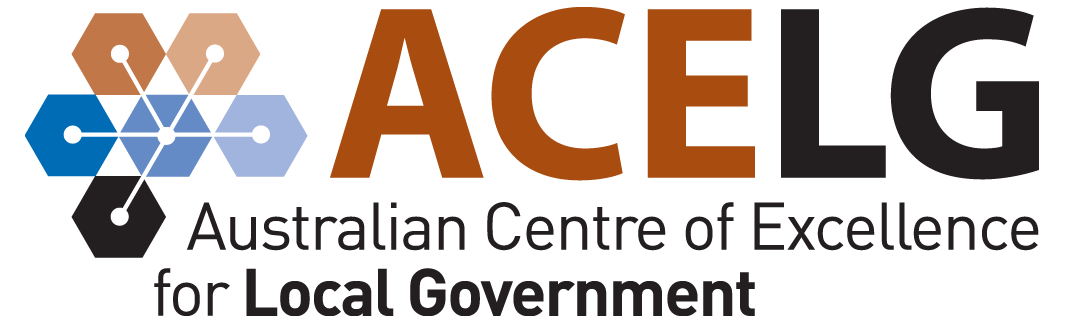 ACELG
Australian Centre of Excellence
for Local Government